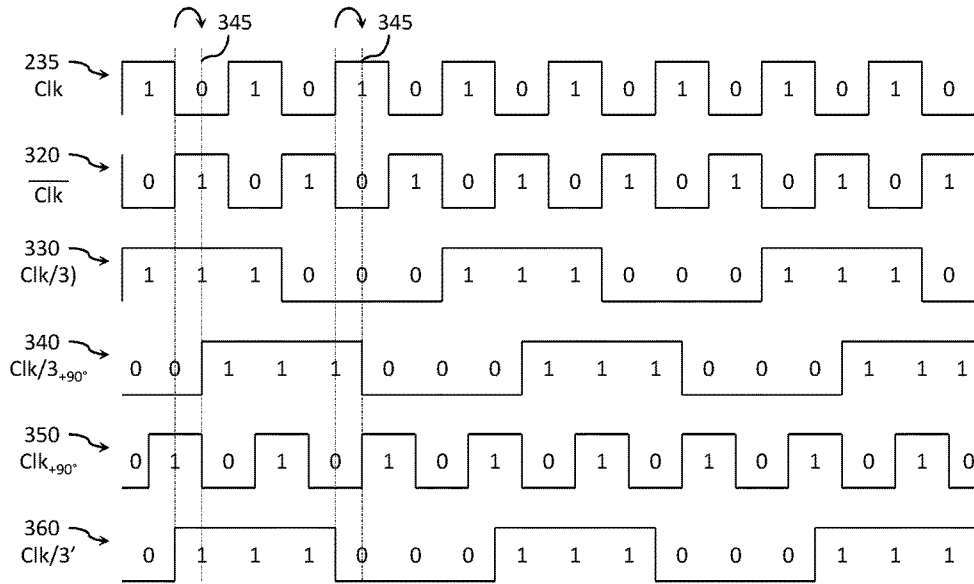 345
345
235
Clk
1 0 1 0 1 0 1 0 1 0 1 0 1 0 1 0
320
Clk
0 1 0 1 0 1 0 1 0 1 0 1 0 1 0 1
330
Clk/3)
1 1 1 0 0 0 1 1 1 0 0 0 1 1 1 0
340
Clk/3+90°
0 0 1 1 1 0 0 0 1 1 1 0 0 0 1 1 1
350
Clk+90°
0 1 0 1 0 1 0 1 0 1 0 1 0 1 0 1 0
360
Clk/3′
0 1 1 1 0 0 0 1 1 1 0 0 0 1 1 1